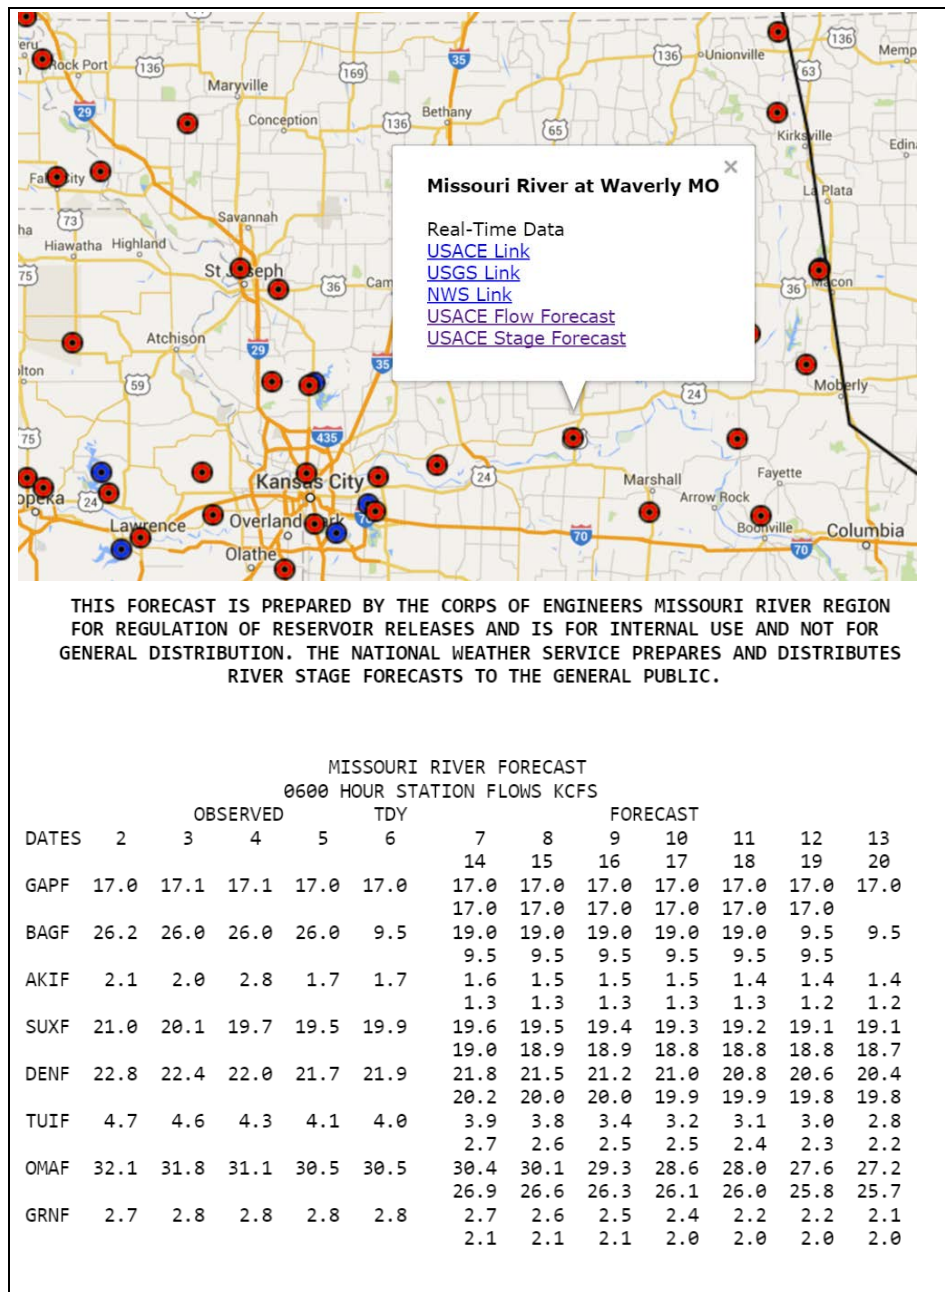 Rock Port
136
Maryville
169
35
136
Unionville
136
63
29
Conception
136
Bethany
65
Kirksville
Falls City
Savannah
La Plata
73
Hiawatha
Highland
75
St Joseph
36
Cam
36
Macon
Atchison
29
35
59
24
Moberly
435
75
Kansas City
24
Marshall
Fayette
Arrow Rock
24
Lawrence
Overland Park
70
Boonville
Columbia
70
Olathe
Missouri River at Waverly MO
×
Real-Time Data
USACE Link
USGS Link
NWS Link
USACE Flow Forecast
USACE Stage Forecast
THIS FORECAST IS PREPARED BY THE CORPS OF ENGINEERS MISSOURI RIVER REGION
FOR REGULATION OF RESERVOIR RELEASES AND IS FOR INTERNAL USE AND NOT FOR
GENERAL DISTRIBUTION. THE NATIONAL WEATHER SERVICE PREPARES AND DISTRIBUTES
RIVER STAGE FORECASTS TO THE GENERAL PUBLIC.
MISSOURI RIVER FORECAST
0600 HOUR STATION FLOWS KCFS
OBSERVED TDY FORECAST
DATES 2 3 4 5 6 7 8 9 10 11 12 13
14 15 16 17 18 19 20
GAPF 17.0 17.1 17.1 17.0 17.0 17.0 17.0 17.0 17.0 17.0 17.0 17.0
17.0 17.0 17.0 17.0 17.0 17.0
BAGF 26.2 26.0 26.0 26.0 9.5 19.0 19.0 19.0 19.0 19.0 9.5 9.5
9.5 9.5 9.5 9.5 9.5 9.5
AKIF 2.1 2.0 2.8 1.7 1.7 1.6 1.5 1.5 1.5 1.4 1.4 1.4
1.3 1.3 1.3 1.3 1.3 1.2 1.2
SUXF 21.0 20.1 19.7 19.5 19.9 19.6 19.5 19.4 19.3 19.2 19.1 19.1
19.0 18.9 18.9 18.8 18.8 18.8 18.7
DENF 22.8 22.4 22.0 21.7 21.9 21.8 21.5 21.2 21.0 20.8 20.6 20.4
20.2 20.0 20.0 19.9 19.9 19.8 19.8
TUIF 4.7 4.6 4.3 4.1 4.0 3.9 3.8 3.4 3.2 3.1 3.0 2.8
2.7 2.6 2.5 2.5 2.4 2.3 2.2
OMAF 32.1 31.8 31.1 30.5 30.5 30.4 30.1 29.3 28.6 28.0 27.6 27.2
26.9 26.6 26.3 26.1 26.0 25.8 25.7
GRNF 2.7 2.8 2.8 2.8 2.8 2.7 2.6 2.5 2.4 2.2 2.2 2.1
2.1 2.1 2.1 2.0 2.0 2.0 2.0